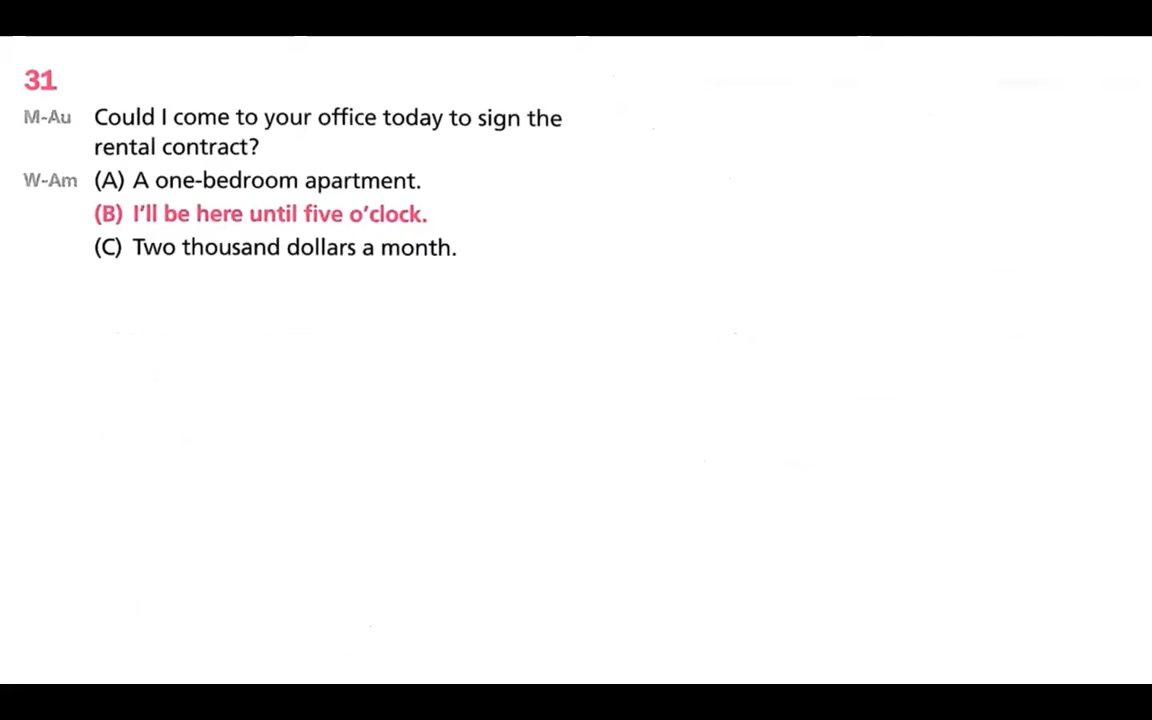 31
M-Au Could I come to your office today to sign the
rental contract?
W-Am (A) A one-bedroom apartment.
(B) I'll be here until five o'clock.
(C) Two thousand dollars a month.